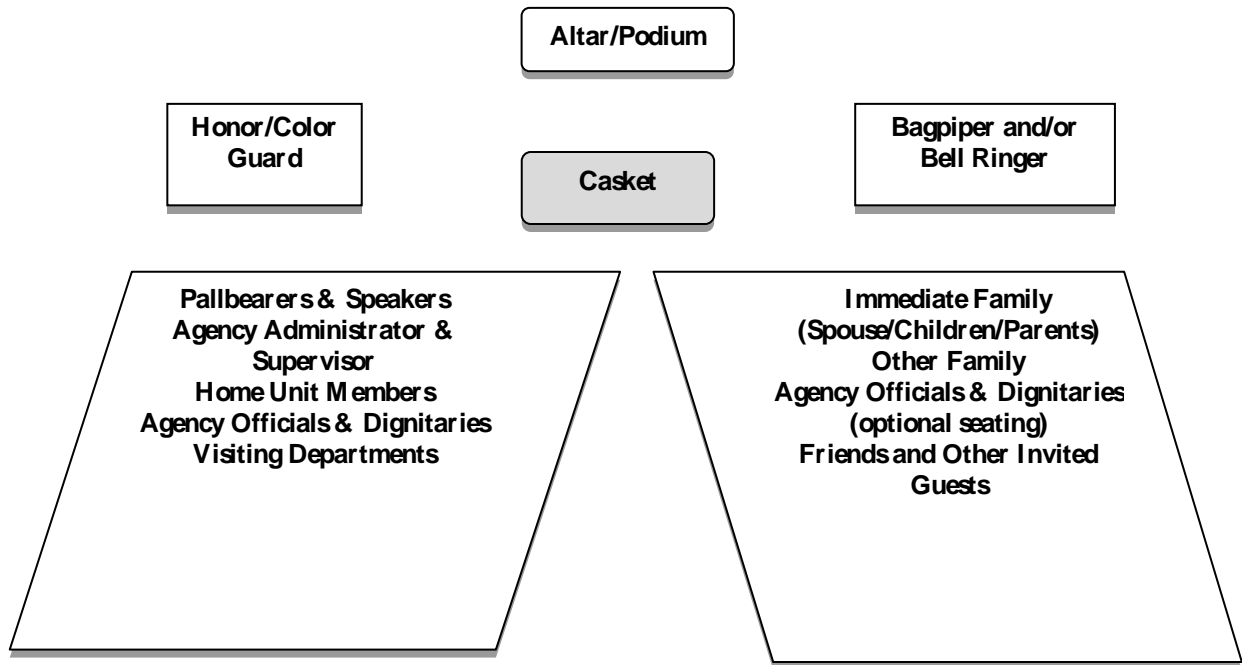 Altar/Podium
Honor/Color
Guard
Bagpiper and/or
Bell Ringer
Casket
Pallbearers & Speakers
Agency Administrator &
Supervisor
Home Unit Members
Agency Officials & Dignitaries
Visiting Departments
Immediate Family
(Spouse/Children/Parents)
Other Family
Agency Officials & Dignitaries
(optional seating)
Friends and Other Invited
Guests